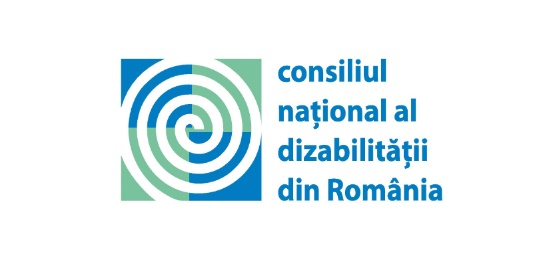 consiliul
național al
dizabilității
din România